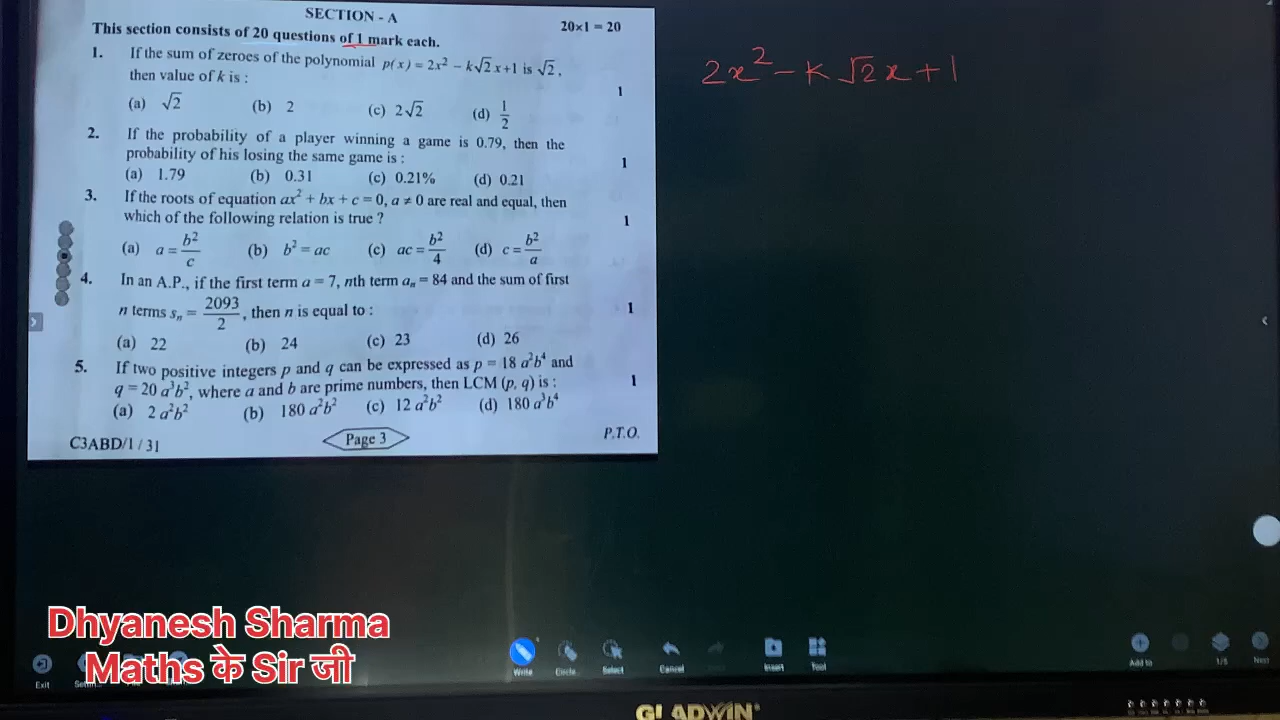 SECTION - A
This section consists of 20 questions of 1 mark each. 20×1 = 20
1. If the sum of zeroes of the polynomial p(x) = 2x² − k√2 x+1 is √2,
then value of k is : 1
(a) √2 (b) 2 (c) 2√2 (d) 1/2
2. If the probability of a player winning a game is 0.79, then the
probability of his losing the same game is : 1
(a) 1.79 (b) 0.31 (c) 0.21% (d) 0.21
3. If the roots of equation ax² + bx + c = 0, a ≠ 0 are real and equal, then
which of the following relation is true ? 1
(a) a = b²/c (b) b² = ac (c) ac = b²/4 (d) c = b²/a
4. In an A.P., if the first term a = 7, nth term aₙ = 84 and the sum of first
n terms sₙ = 2093/2, then n is equal to : 1
(a) 22 (b) 24 (c) 23 (d) 26
5. If two positive integers p and q can be expressed as p = 18 a²b⁴ and
q = 20 a³b², where a and b are prime numbers, then LCM (p, q) is : 1
(a) 2 a²b² (b) 180 a²b² (c) 12 a²b² (d) 180 a³b⁴
C3ABD/1 / 31 Page 3 P.T.O.
2x² − k √2 x + 1
Dhyanesh Sharma
Maths के Sir जी
Exit Write Circle Select Cancel Insert Tool Add to 1/5 Next
GLADWIN